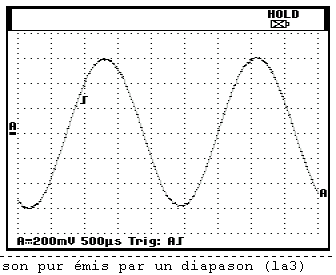 HOLD
A
A
A=200mV 500µs Trig: A∫
son pur émis par un diapason (la3)